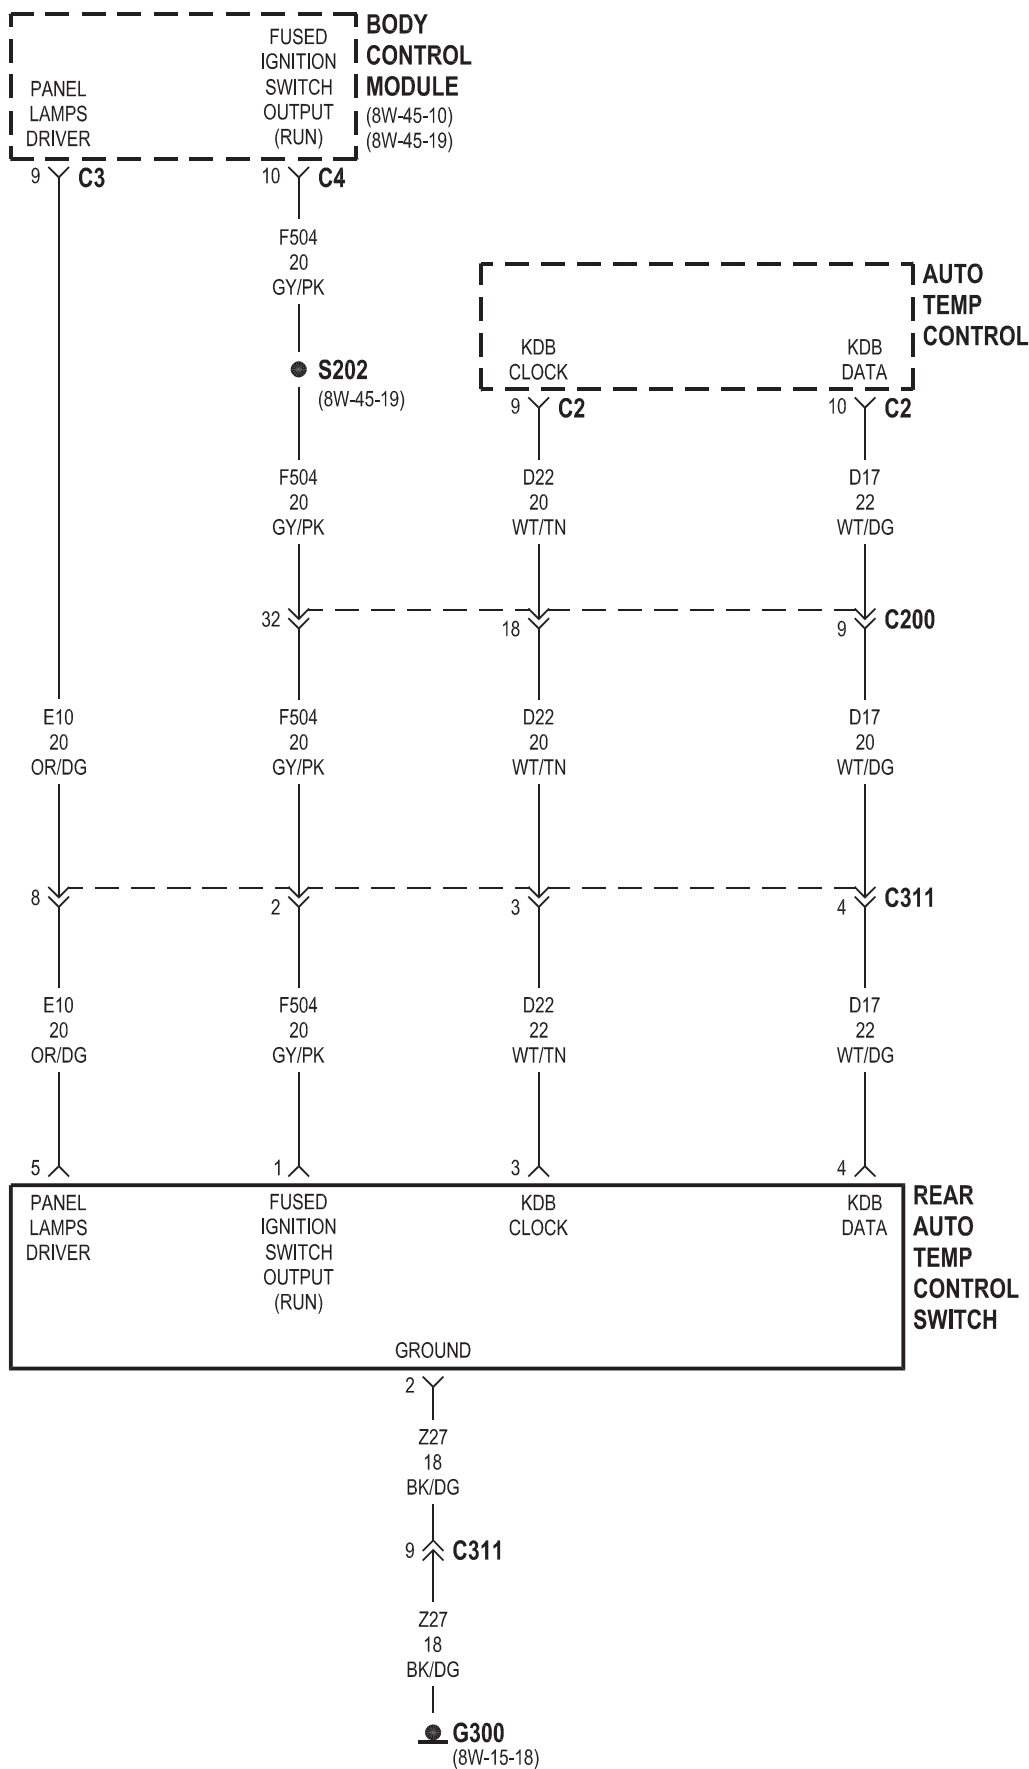 BODY
CONTROL
MODULE
(8W-45-10)
(8W-45-19)
PANEL
LAMPS
DRIVER
FUSED
IGNITION
SWITCH
OUTPUT
(RUN)
9 C3
10 C4
F504
20
GY/PK
S202
(8W-45-19)
AUTO
TEMP
CONTROL
KDB
CLOCK
KDB
DATA
9 C2
10 C2
F504
20
GY/PK
D22
20
WT/TN
D17
22
WT/DG
32
18
9
C200
E10
20
OR/DG
F504
20
GY/PK
D22
20
WT/TN
D17
20
WT/DG
8
2
3
4
C311
E10
20
OR/DG
F504
20
GY/PK
D22
22
WT/TN
D17
22
WT/DG
5
1
3
4
PANEL
LAMPS
DRIVER
FUSED
IGNITION
SWITCH
OUTPUT
(RUN)
KDB
CLOCK
KDB
DATA
REAR
AUTO
TEMP
CONTROL
SWITCH
GROUND
2
Z27
18
BK/DG
9 C311
Z27
18
BK/DG
G300
(8W-15-18)